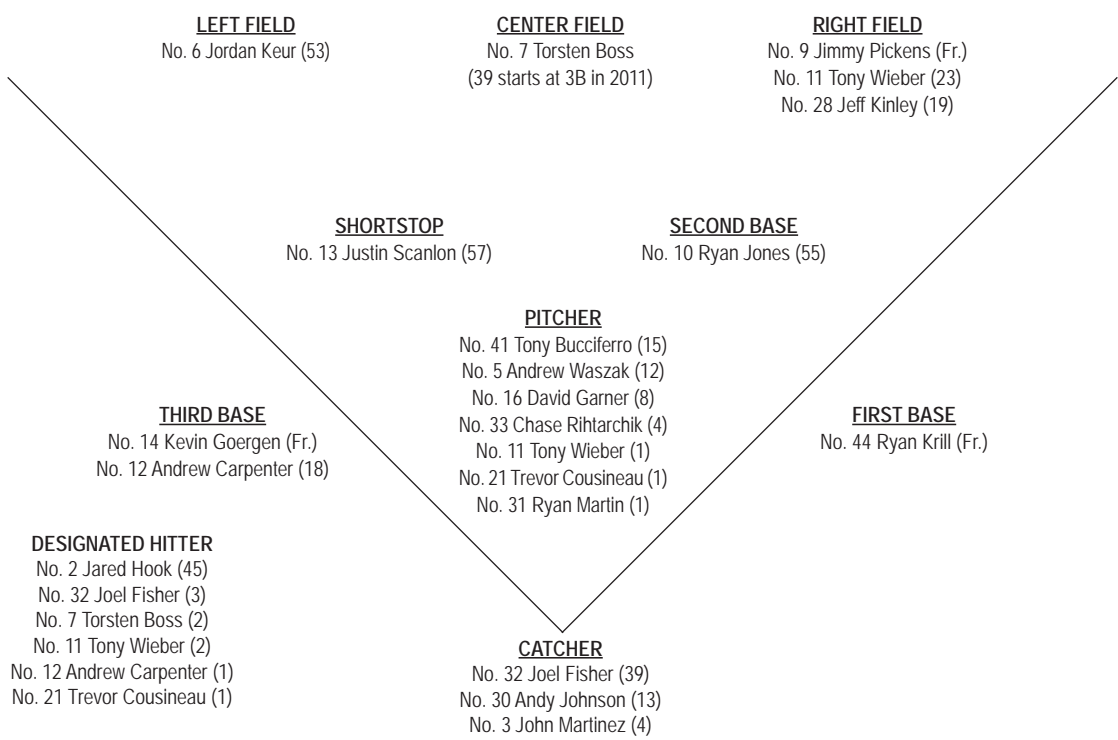 LEFT FIELD
No. 6 Jordan Keur (53)
CENTER FIELD
No. 7 Torsten Boss
(39 starts at 3B in 2011)
RIGHT FIELD
No. 9 Jimmy Pickens (Fr.)
No. 11 Tony Wieber (23)
No. 28 Jeff Kinley (19)
SHORTSTOP
No. 13 Justin Scanlon (57)
SECOND BASE
No. 10 Ryan Jones (55)
PITCHER
No. 41 Tony Bucciferro (15)
No. 5 Andrew Waszak (12)
No. 16 David Garner (8)
No. 33 Chase Rihtarchik (4)
No. 11 Tony Wieber (1)
No. 21 Trevor Cousineau (1)
No. 31 Ryan Martin (1)
THIRD BASE
No. 14 Kevin Goergen (Fr.)
No. 12 Andrew Carpenter (18)
FIRST BASE
No. 44 Ryan Krill (Fr.)
DESIGNATED HITTER
No. 2 Jared Hook (45)
No. 32 Joel Fisher (3)
No. 7 Torsten Boss (2)
No. 11 Tony Wieber (2)
No. 12 Andrew Carpenter (1)
No. 21 Trevor Cousineau (1)
CATCHER
No. 32 Joel Fisher (39)
No. 30 Andy Johnson (13)
No. 3 John Martinez (4)